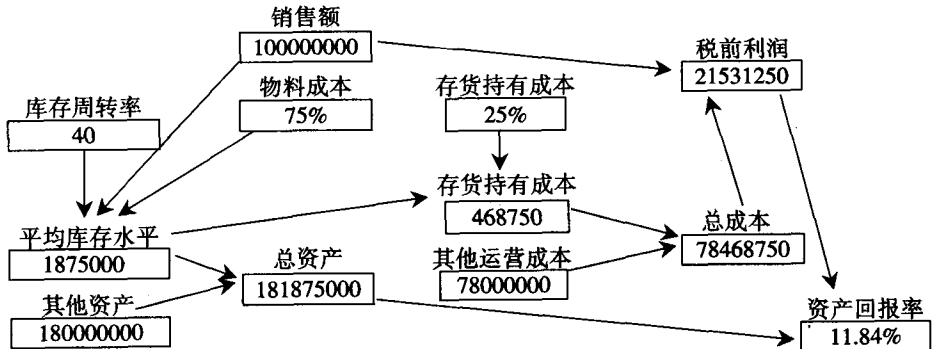 销售额
100000000
税前利润
21531250
物料成本
75%
存货持有成本
25%
库存周转率
40
存货持有成本
468750
平均库存水平
1875000
总资产
181875000
其他运营成本
78000000
总成本
78468750
其他资产
180000000
资产回报率
11.84%